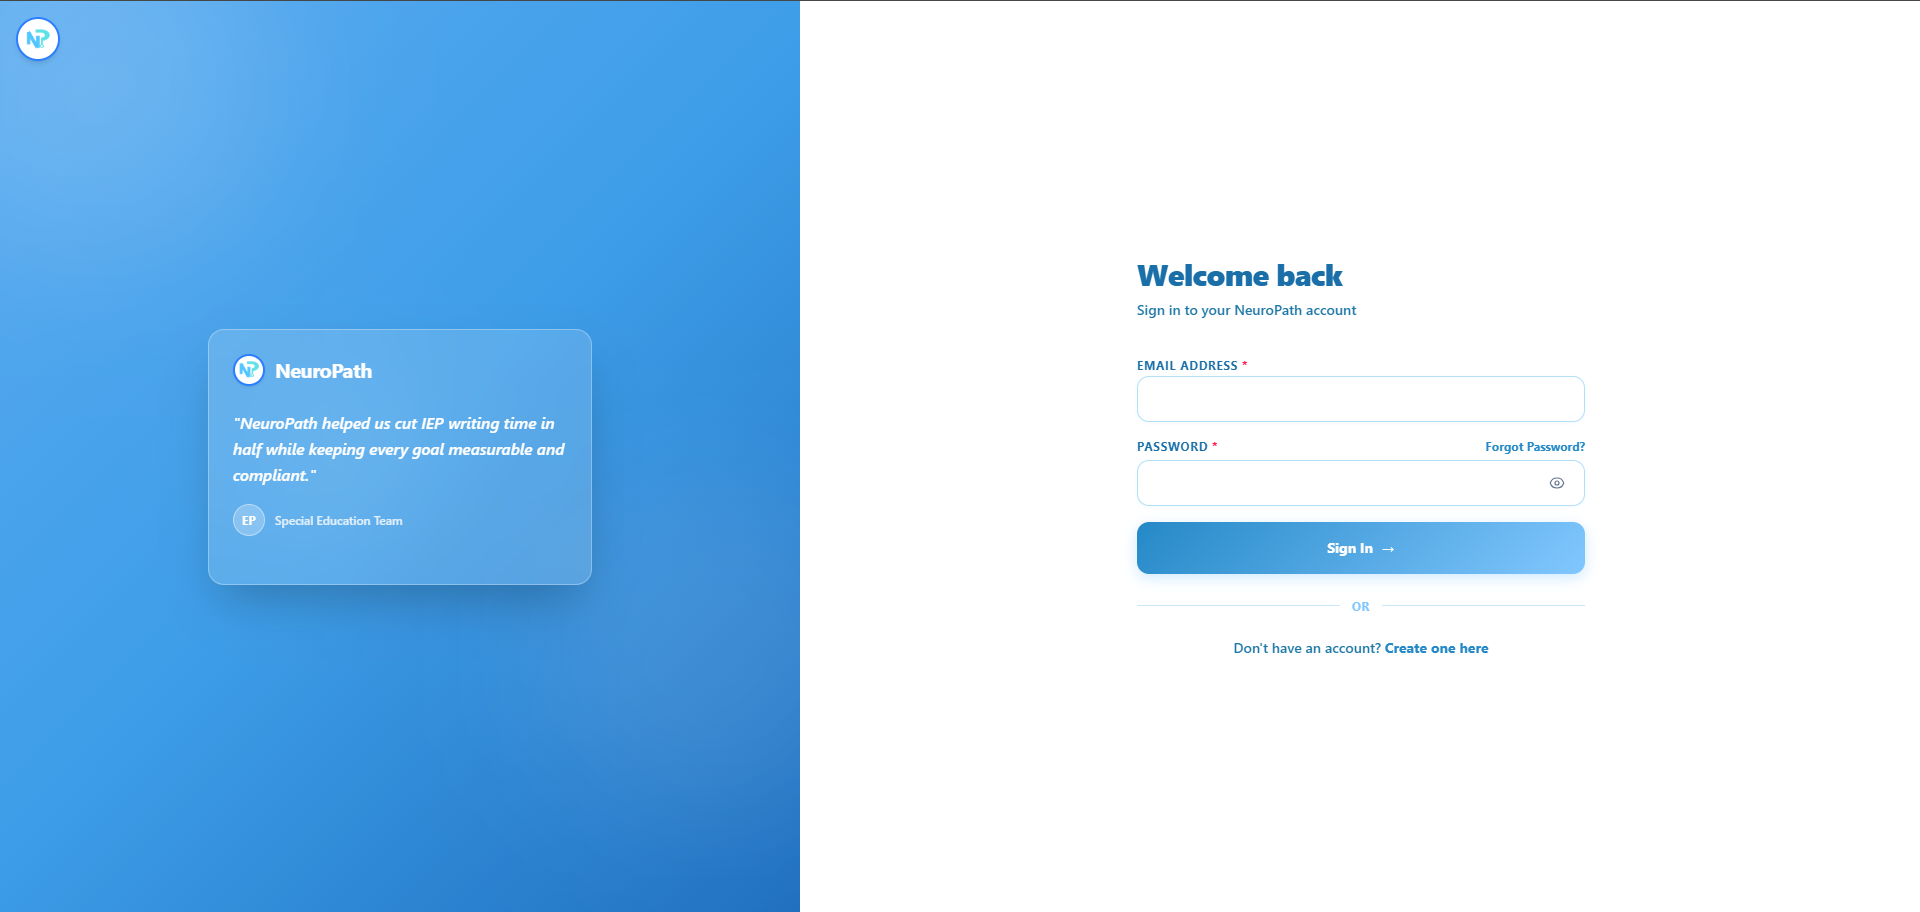 NP
NP NeuroPath
"NeuroPath helped us cut IEP writing time in
half while keeping every goal measurable and
compliant."
EP Special Education Team
Welcome back
Sign in to your NeuroPath account
EMAIL ADDRESS *
PASSWORD * Forgot Password?
Sign In →
OR
Don't have an account? Create one here